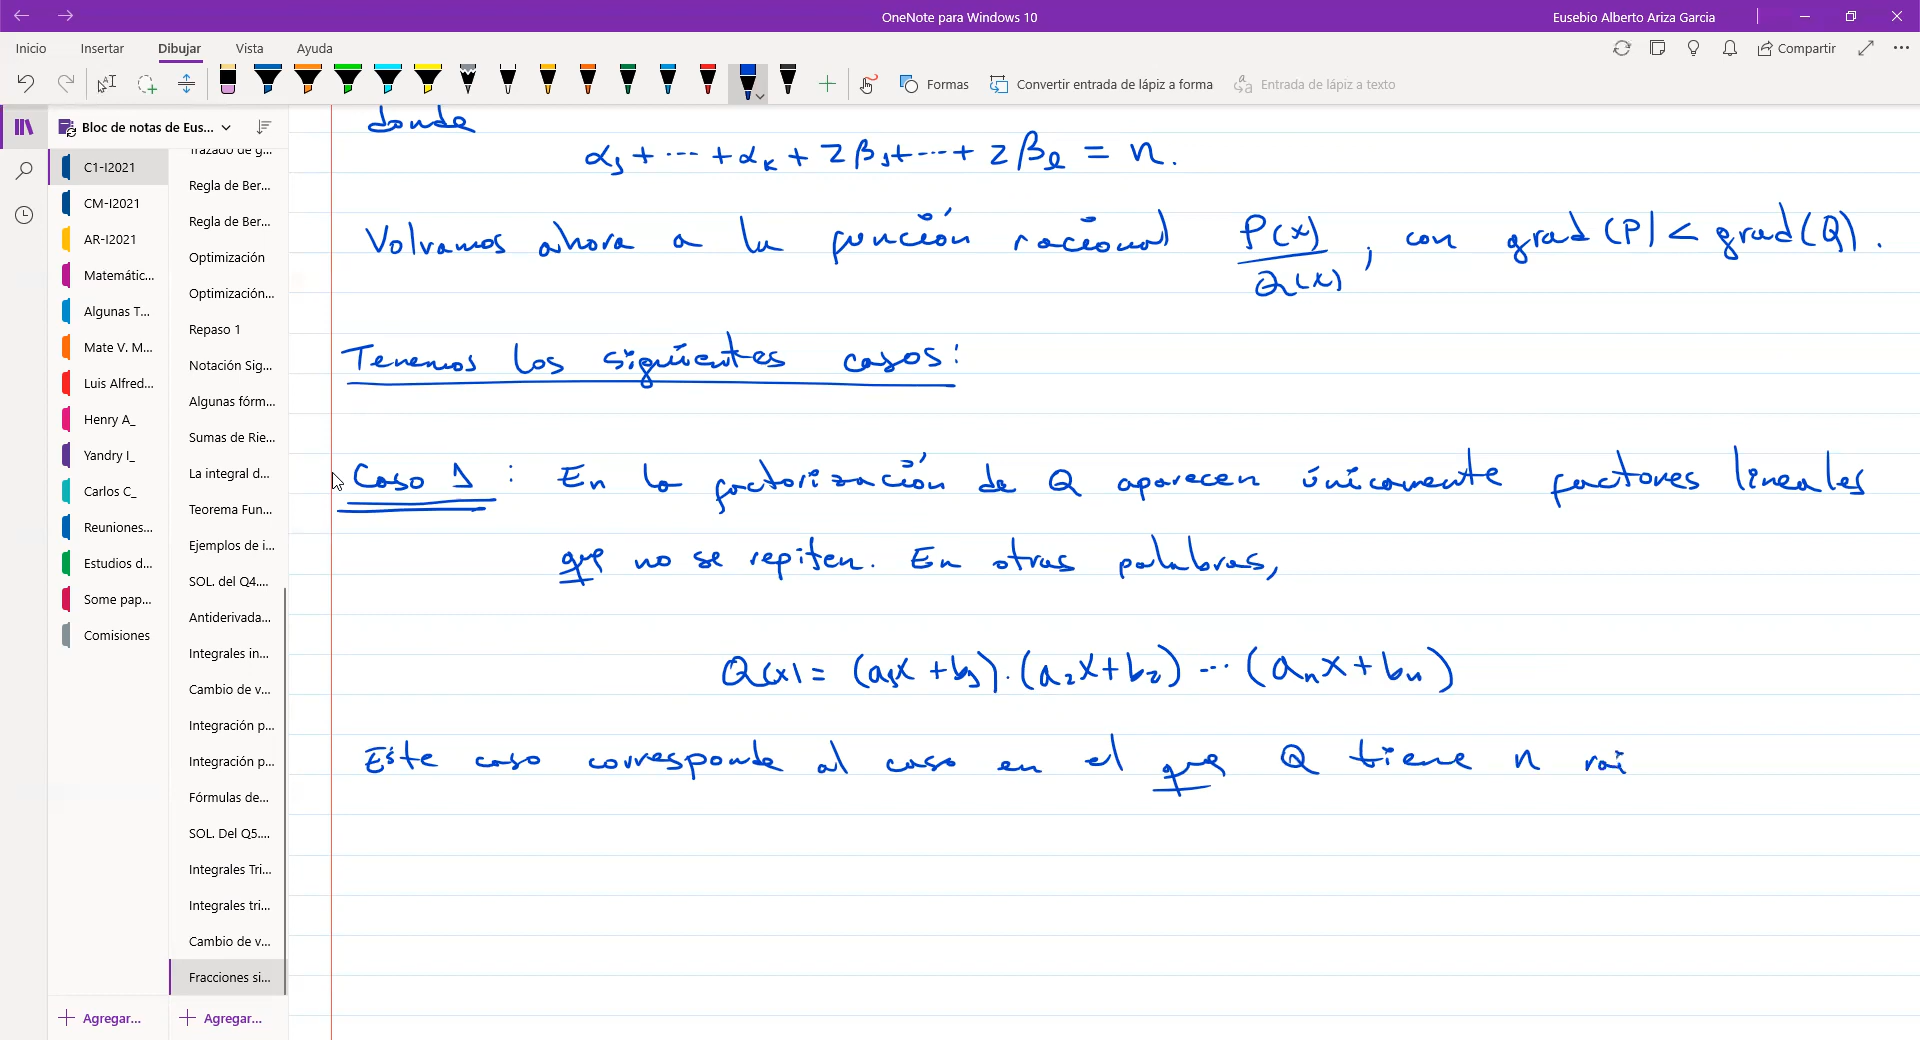 OneNote para Windows 10
Eusebio Alberto Ariza Garcia
Inicio Insertar Dibujar Vista Ayuda
Compartir
Formas Convertir entrada de lápiz a forma Entrada de lápiz a texto
Bloc de notas de Eus...
C1-I2021
CM-I2021
AR-I2021
Matemátic...
Algunas T...
Mate V. M...
Luis Alfred...
Henry A_
Yandry I_
Carlos C_
Reuniones...
Estudios d...
Some pap...
Comisiones
Agregar...
Trazado de g...
Regla de Ber...
Regla de Ber...
Optimización
Optimización...
Repaso 1
Notación Sig...
Algunas fórm...
Sumas de Rie...
La integral d...
Teorema Fun...
Ejemplos de i...
SOL. del Q4....
Antiderivada...
Integrales in...
Cambio de v...
Integración p...
Integración p...
Fórmulas de...
SOL. Del Q5....
Integrales Tri...
Integrales tri...
Cambio de v...
Fracciones si...
Agregar...
donde
α₁ + ··· + αₖ + 2β₁ + ··· + 2βℓ = n.
Volvamos ahora a la función racional P(x)/Q(x), con grad(P) < grad(Q).
Tenemos los siguientes casos:
Caso 1: En la factorización de Q aparecen únicamente factores lineales
que no se repiten. En otras palabras,
Q(x) = (a₁x + b₁)·(a₂x + b₂) ··· (aₙx + bₙ)
Este caso corresponde al caso en el que Q tiene n rai